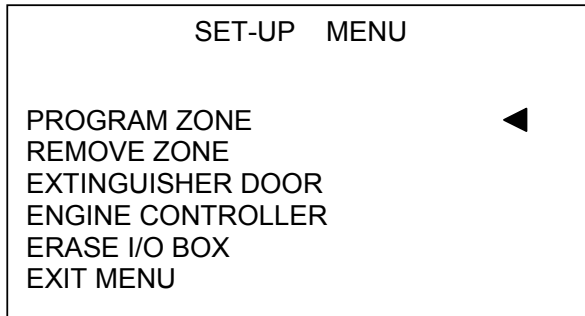 SET-UP MENU
PROGRAM ZONE
REMOVE ZONE
EXTINGUISHER DOOR
ENGINE CONTROLLER
ERASE I/O BOX
EXIT MENU